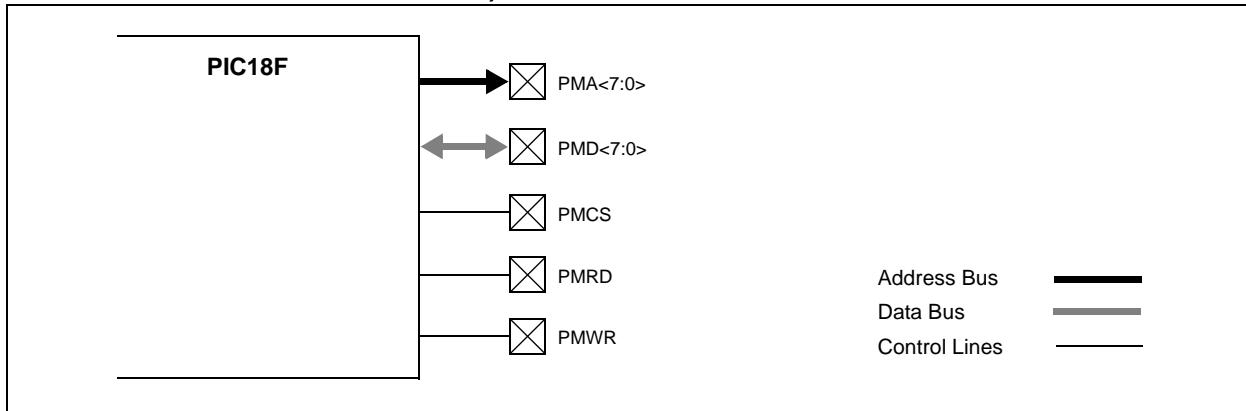 PIC18F
PMA<7:0>
PMD<7:0>
PMCS
PMRD
PMWR
Address Bus
Data Bus
Control Lines